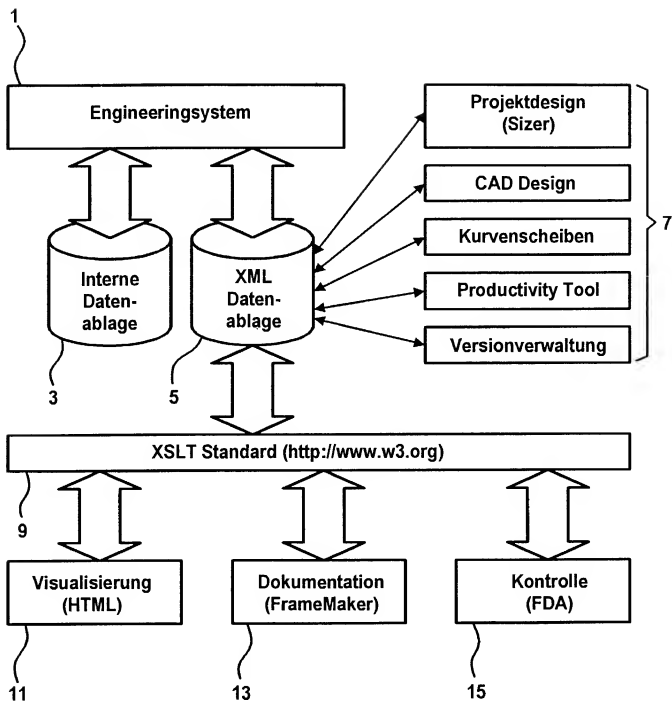 1
Engineeringsystem
Projektdesign
(Sizer)
CAD Design
Kurvenscheiben
Productivity Tool
Versionverwaltung
7
Interne
Daten-
ablage
XML
Daten-
ablage
3
5
XSLT Standard (http://www.w3.org)
9
Visualisierung
(HTML)
Dokumentation
(FrameMaker)
Kontrolle
(FDA)
11
13
15